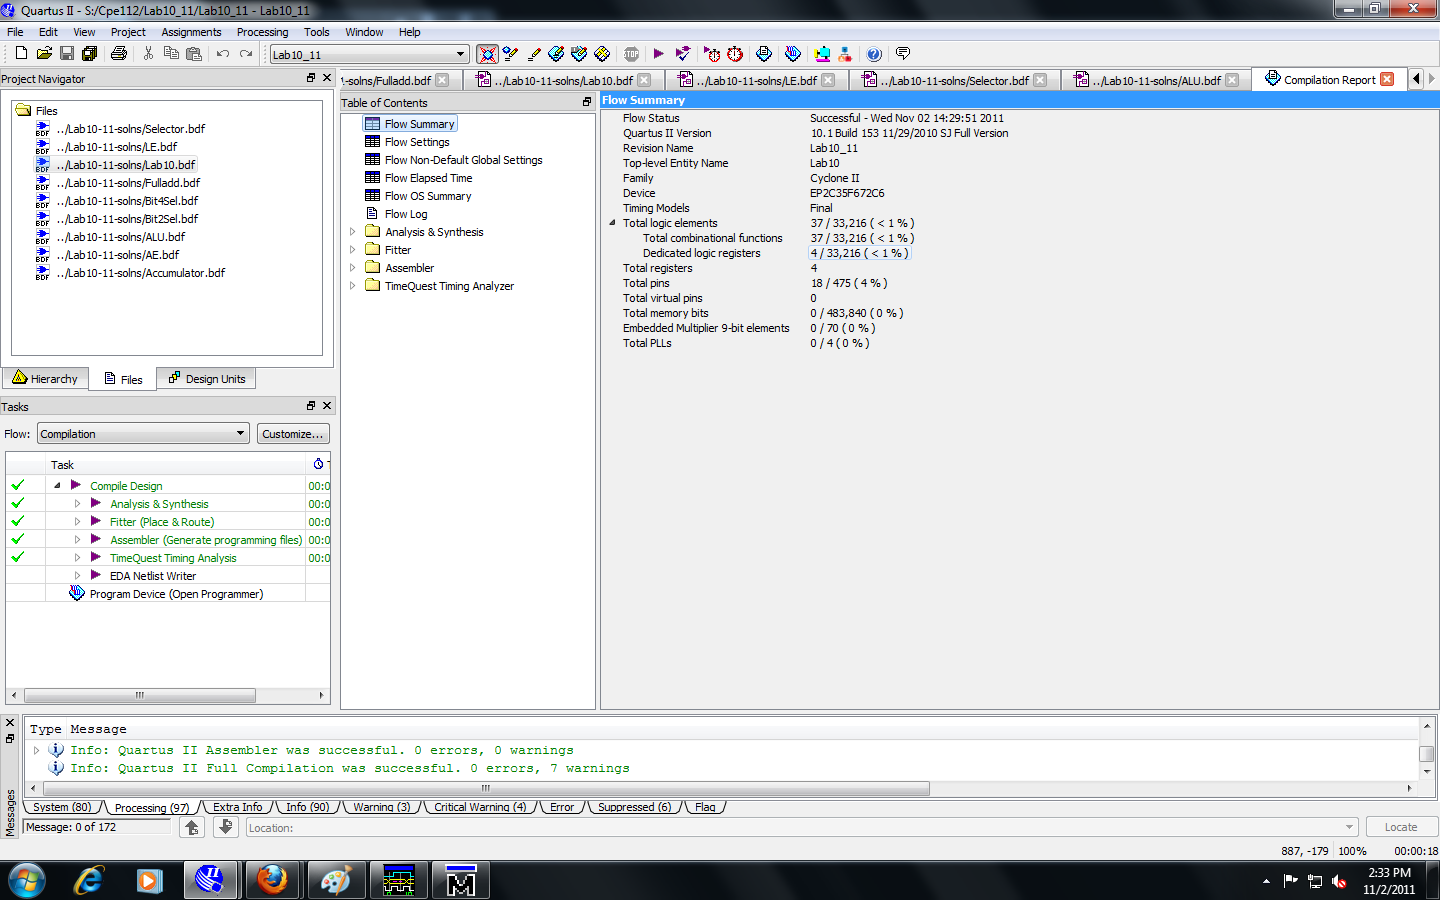 Quartus II - S:/Cpe112/Lab10_11/Lab10_11 - Lab10_11
File Edit View Project Assignments Processing Tools Window Help
Lab10_11
STOP
Project Navigator
Files
../Lab10-11-solns/Selector.bdf
../Lab10-11-solns/LE.bdf
../Lab10-11-solns/Lab10.bdf
../Lab10-11-solns/Fulladd.bdf
../Lab10-11-solns/Bit4Sel.bdf
../Lab10-11-solns/Bit2Sel.bdf
../Lab10-11-solns/ALU.bdf
../Lab10-11-solns/AE.bdf
../Lab10-11-solns/Accumulator.bdf
Hierarchy Files Design Units
Tasks
Flow: Compilation Customize...
Task
Compile Design 00:0
Analysis & Synthesis 00:0
Fitter (Place & Route) 00:0
Assembler (Generate programming files) 00:0
TimeQuest Timing Analysis 00:0
EDA Netlist Writer
Program Device (Open Programmer)
1-solns/Fulladd.bdf ../Lab10-11-solns/Lab10.bdf ../Lab10-11-solns/LE.bdf ../Lab10-11-solns/Selector.bdf ../Lab10-11-solns/ALU.bdf Compilation Report
Table of Contents
Flow Summary
Flow Settings
Flow Non-Default Global Settings
Flow Elapsed Time
Flow OS Summary
Flow Log
Analysis & Synthesis
Fitter
Assembler
TimeQuest Timing Analyzer
Flow Summary
Flow Status Successful - Wed Nov 02 14:29:51 2011
Quartus II Version 10.1 Build 153 11/29/2010 SJ Full Version
Revision Name Lab10_11
Top-level Entity Name Lab10
Family Cyclone II
Device EP2C35F672C6
Timing Models Final
Total logic elements 37 / 33,216 ( < 1 % )
Total combinational functions 37 / 33,216 ( < 1 % )
Dedicated logic registers 4 / 33,216 ( < 1 % )
Total registers 4
Total pins 18 / 475 ( 4 % )
Total virtual pins 0
Total memory bits 0 / 483,840 ( 0 % )
Embedded Multiplier 9-bit elements 0 / 70 ( 0 % )
Total PLLs 0 / 4 ( 0 % )
Messages
Type Message
Info: Quartus II Assembler was successful. 0 errors, 0 warnings
Info: Quartus II Full Compilation was successful. 0 errors, 7 warnings
System (80) Processing (97) Extra Info Info (90) Warning (3) Critical Warning (4) Error Suppressed (6) Flag
Message: 0 of 172 Location: Locate
887, -179 100% 00:00:18
2:33 PM
11/2/2011